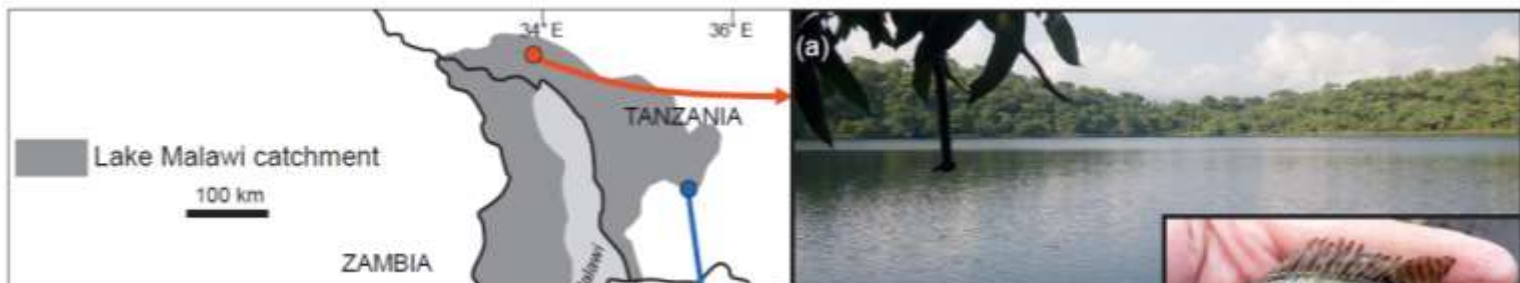 34° E
36° E
(a)
TANZANIA
Lake Malawi catchment
100 km
ZAMBIA